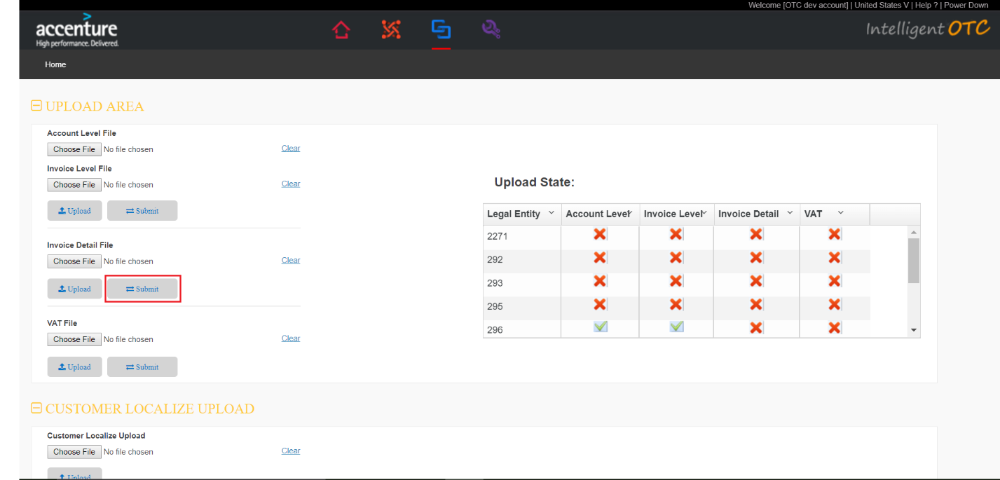 Welcome [OTC dev account] | United States V | Help ? | Power Down
accenture
High performance. Delivered.
Intelligent OTC
Home
UPLOAD AREA
Account Level File
Choose File No file chosen Clear
Invoice Level File
Choose File No file chosen Clear
Upload Submit
Invoice Detail File
Choose File No file chosen Clear
Upload Submit
VAT File
Choose File No file chosen Clear
Upload Submit
Upload State:
Legal Entity Account Level Invoice Level Invoice Detail VAT
2271
292
293
295
296
CUSTOMER LOCALIZE UPLOAD
Customer Localize Upload
Choose File No file chosen Clear
Upload